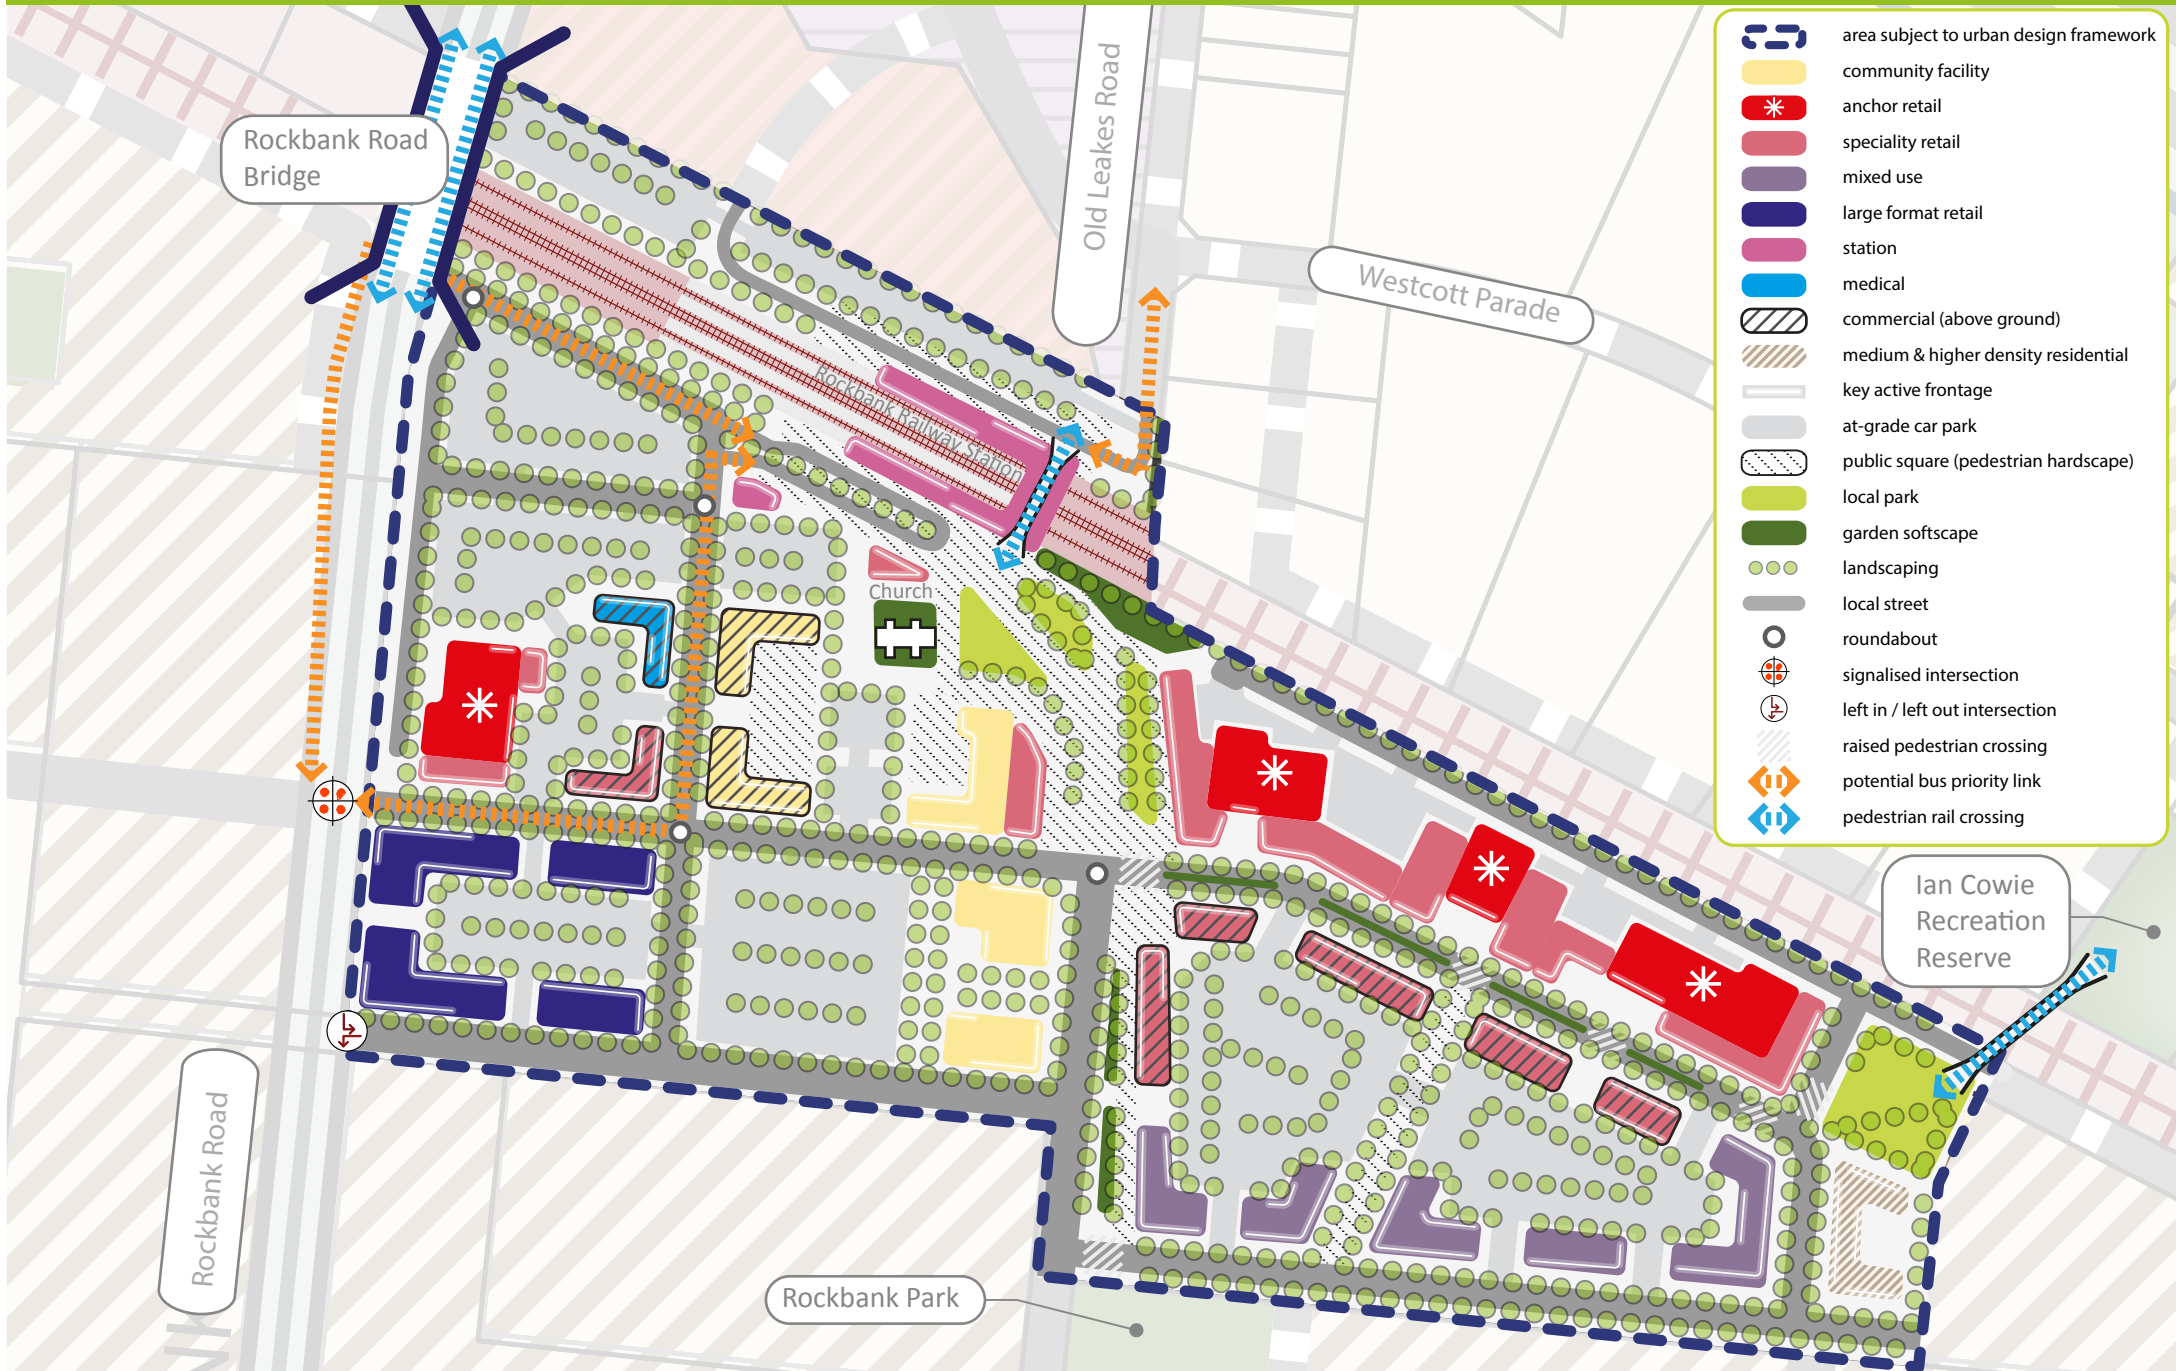 Rockbank Road
Bridge
Old Leakes Road
Westcott Parade
Rockbank Railway Station
Church
Ian Cowie
Recreation
Reserve
Rockbank Road
Rockbank Park
area subject to urban design framework
community facility
anchor retail
speciality retail
mixed use
large format retail
station
medical
commercial (above ground)
medium & higher density residential
key active frontage
at-grade car park
public square (pedestrian hardscape)
local park
garden softscape
landscaping
local street
roundabout
signalised intersection
left in / left out intersection
raised pedestrian crossing
potential bus priority link
pedestrian rail crossing